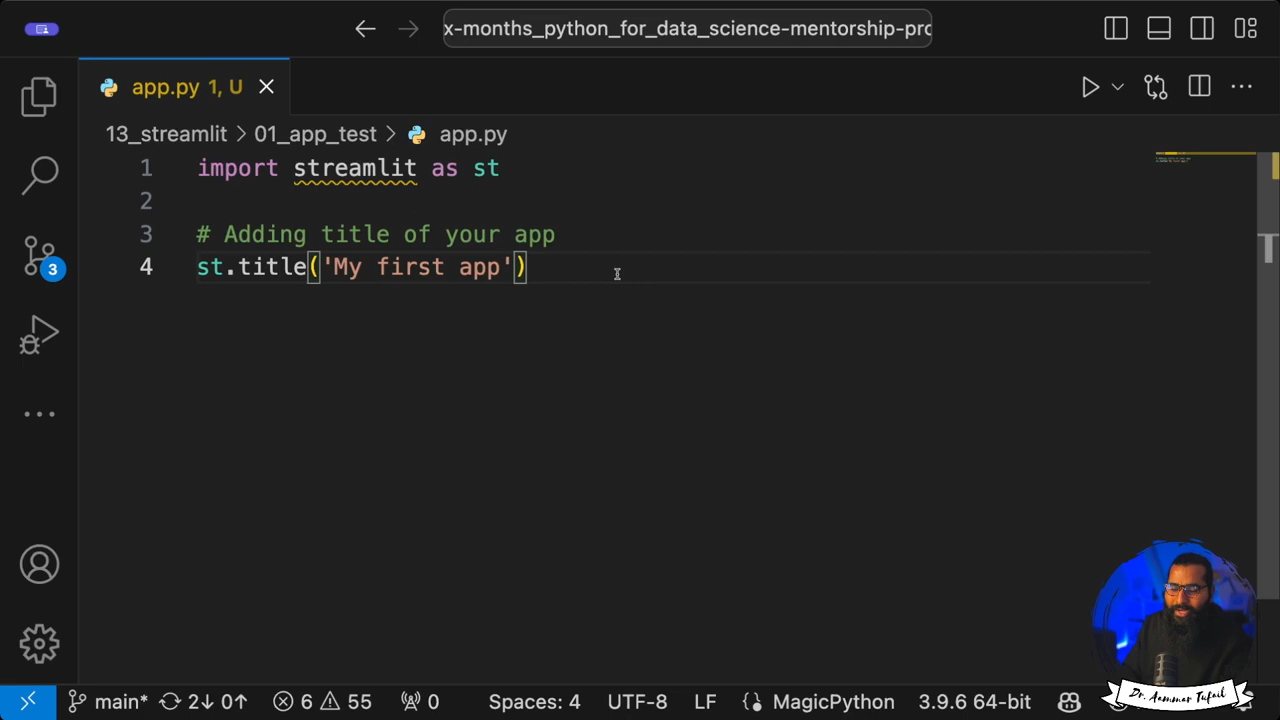 x-months_python_for_data_science-mentorship-prc
app.py 1, U
13_streamlit > 01_app_test > app.py
1 import streamlit as st
2
3 # Adding title of your app
4 st.title('My first app')
3
main* 2↓ 0↑ 6 55 0 Spaces: 4 UTF-8 LF {} MagicPython 3.9.6 64-bit
Dr. Aammar Tufail